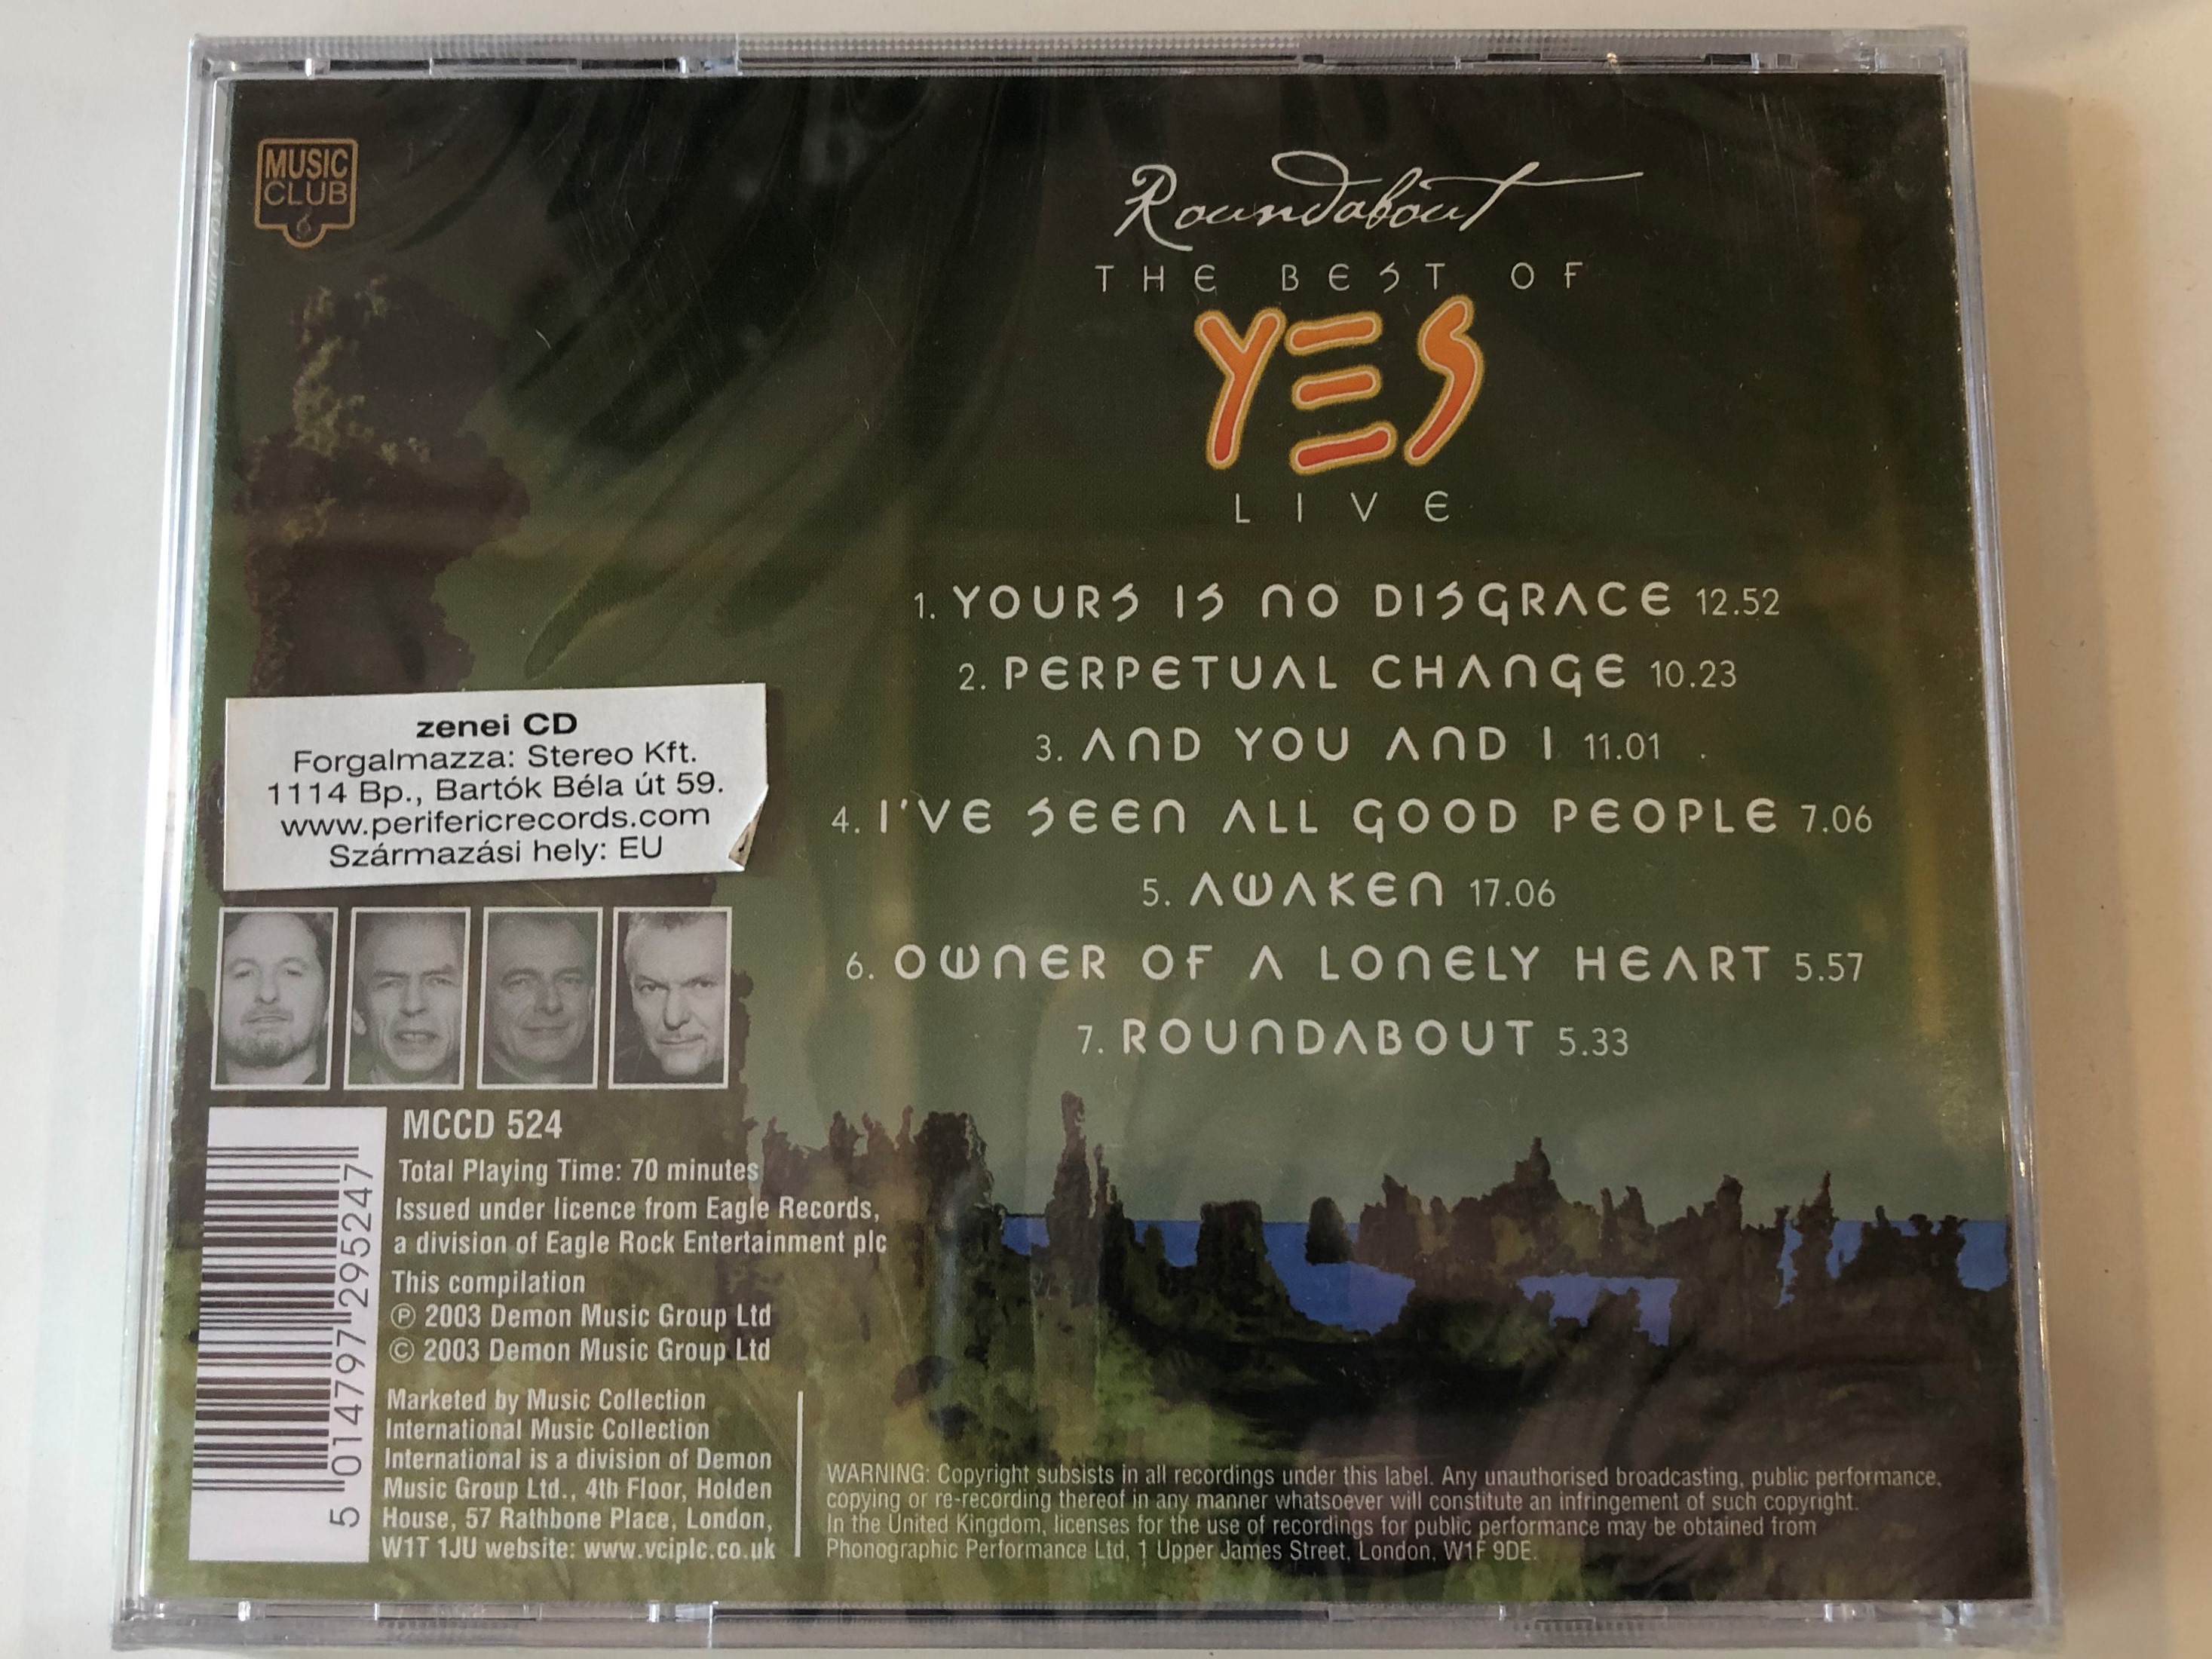 MUSIC
CLUB
Roundabout
THE BEST OF
YES
LIVE
1. YOURS IS NO DISGRACE 12.52
2. PERPETUAL CHANGE 10.23
3. AND YOU AND I 11.01
4. I'VE SEEN ALL GOOD PEOPLE 7.06
5. AWAKEN 17.06
6. OWNER OF A LONELY HEART 5.57
7. ROUNDABOUT 5.33
zenei CD
Forgalmazza: Stereo Kft.
1114 Bp., Bartók Béla út 59.
www.perifericrecords.com
Származási hely: EU
MCCD 524
Total Playing Time: 70 minutes
Issued under licence from Eagle Records,
a division of Eagle Rock Entertainment plc
This compilation
℗ 2003 Demon Music Group Ltd
© 2003 Demon Music Group Ltd
Marketed by Music Collection
International Music Collection
International is a division of Demon
Music Group Ltd., 4th Floor, Holden
House, 57 Rathbone Place, London,
W1T 1JU website: www.vciplc.co.uk
5 014797 295247
WARNING: Copyright subsists in all recordings under this label. Any unauthorised broadcasting, public performance,
copying or re-recording thereof in any manner whatsoever will constitute an infringement of such copyright.
In the United Kingdom, licenses for the use of recordings for public performance may be obtained from
Phonographic Performance Ltd, 1 Upper James Street, London, W1F 9DE.